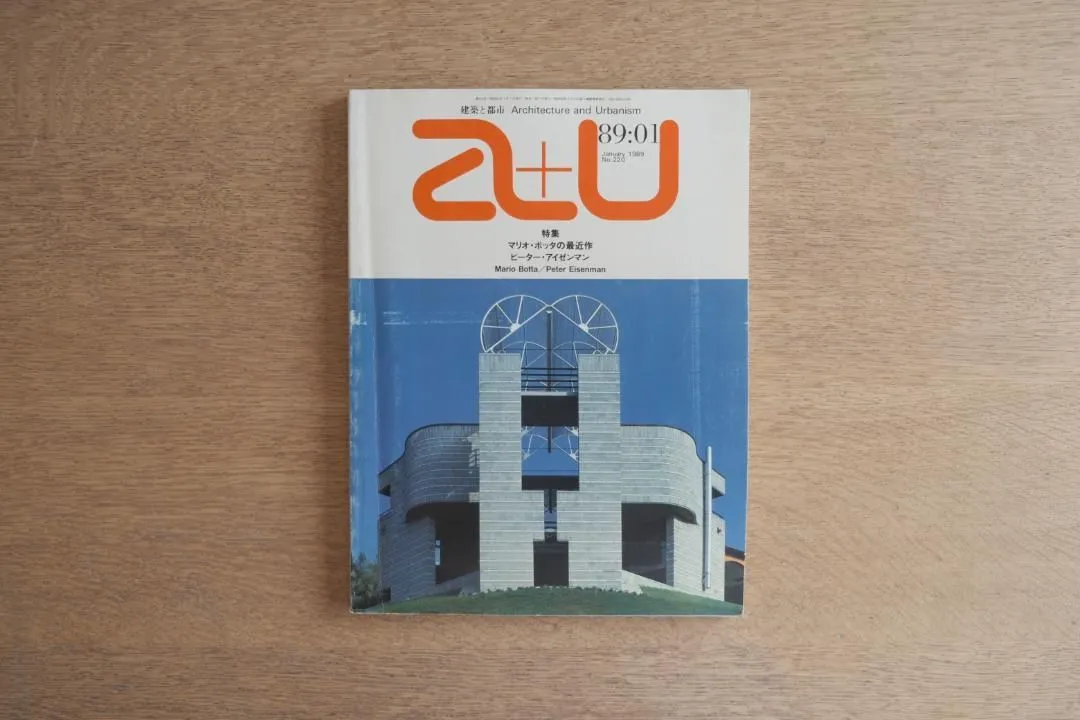 建築と都市 Architecture and Urbanism
a+u
89:01
January 1989
No.220
特集
マリオ・ボッタの最近作
ピーター・アイゼンマン
Mario Botta／Peter Eisenman